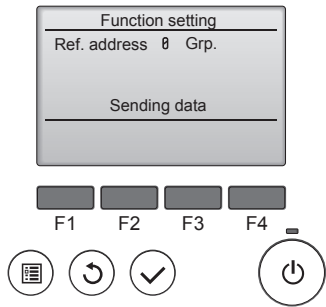 Function setting
Ref. address 0 Grp.
Sending data
F1 F2 F3 F4